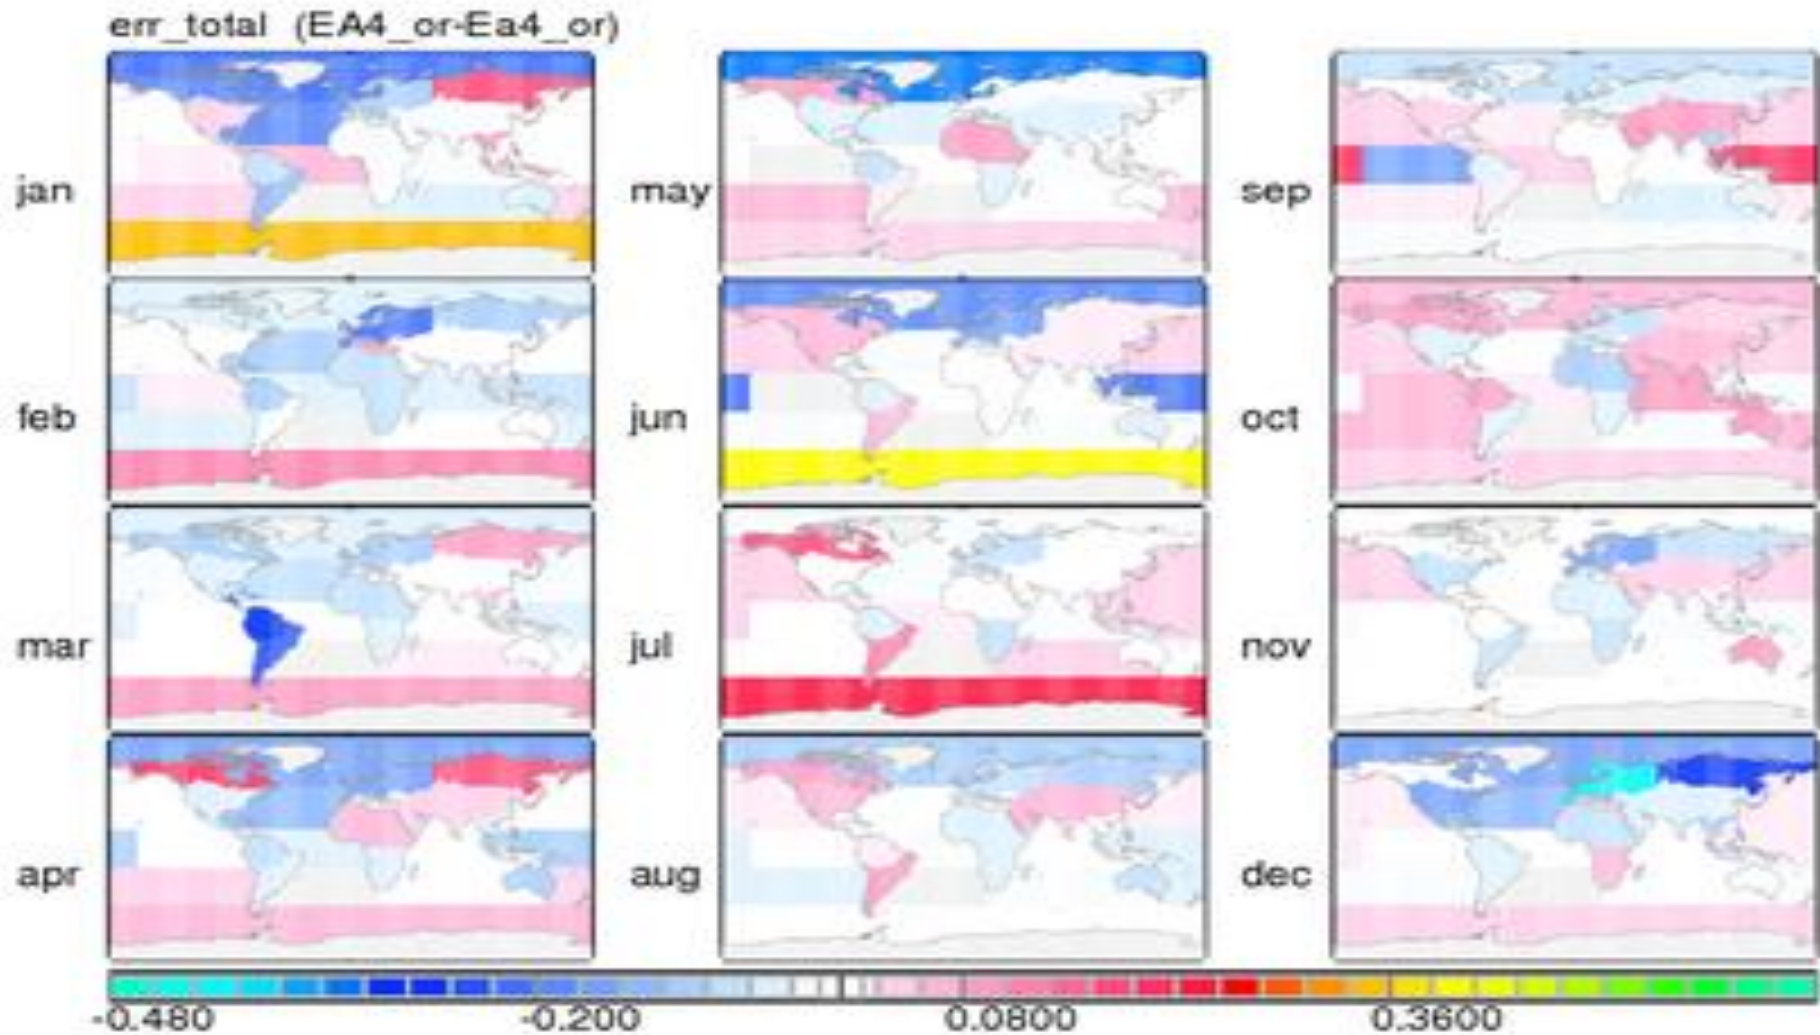 err_total (EA4_or-Ea4_or)
jan
may
sep
feb
jun
oct
mar
jul
nov
apr
aug
dec
-0.480 -0.200 0.0800 0.3600